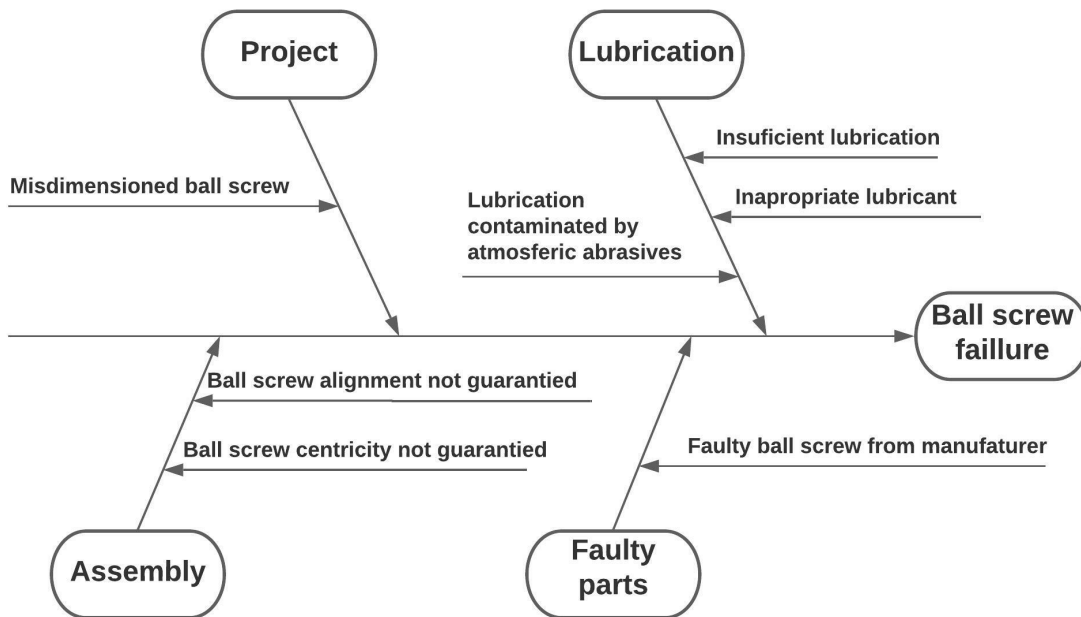 Project
Lubrication
Insuficient lubrication
Misdimensioned ball screw
Lubrication
contaminated by
atmosferic abrasives
Inapropriate lubricant
Ball screw
faillure
Ball screw alignment not guarantied
Ball screw centricity not guarantied
Faulty ball screw from manufaturer
Assembly
Faulty
parts